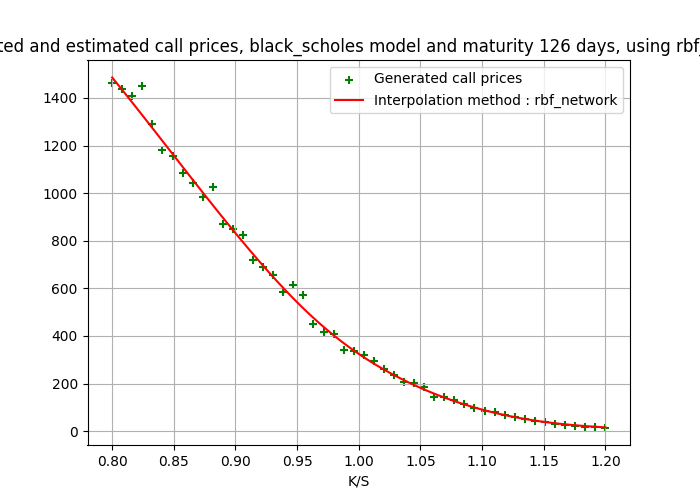 ted and estimated call prices, black_scholes model and maturity 126 days, using rbf_
Generated call prices
Interpolation method : rbf_network
1400
1200
1000
800
600
400
200
0
0.80 0.85 0.90 0.95 1.00 1.05 1.10 1.15 1.20
K/S